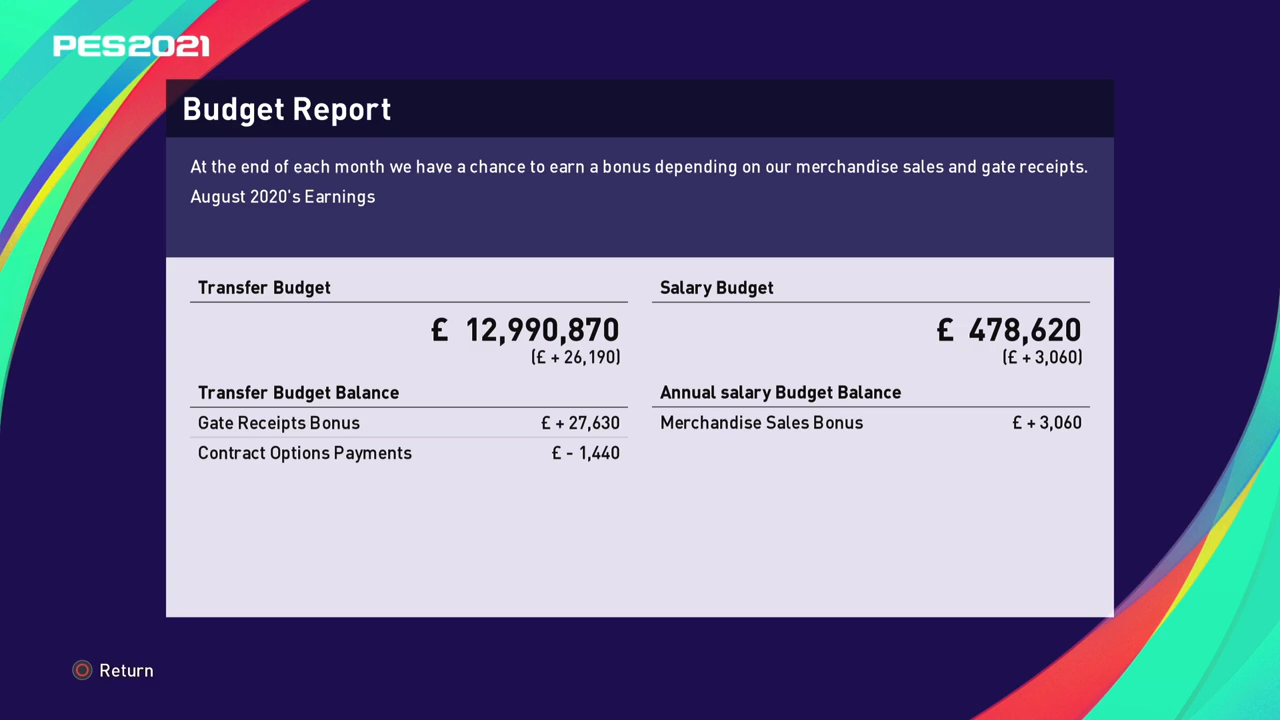 PES2021
Budget Report
At the end of each month we have a chance to earn a bonus depending on our merchandise sales and gate receipts.
August 2020's Earnings
Transfer Budget
£ 12,990,870
(£ + 26,190)
Transfer Budget Balance
Gate Receipts Bonus £ + 27,630
Contract Options Payments £ - 1,440
Salary Budget
£ 478,620
(£ + 3,060)
Annual salary Budget Balance
Merchandise Sales Bonus £ + 3,060
Return